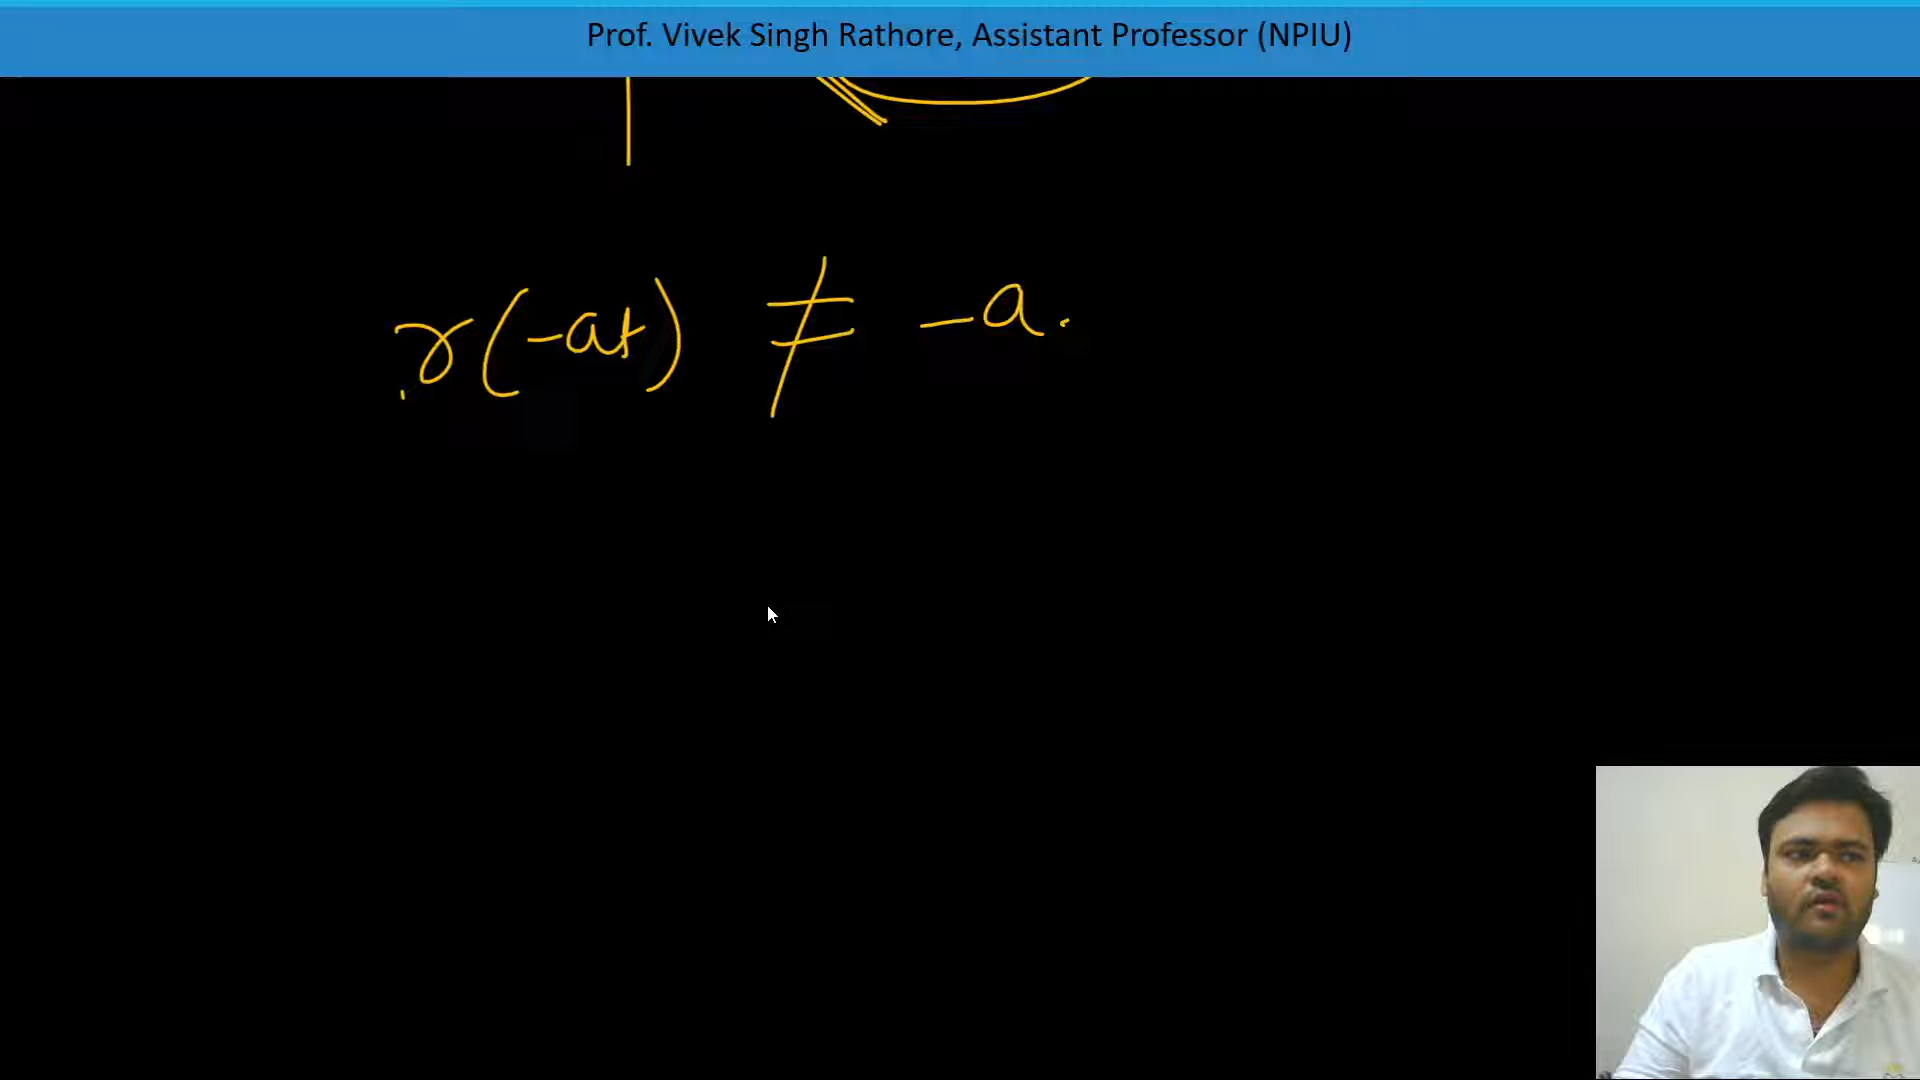 Prof. Vivek Singh Rathore, Assistant Professor (NPIU)
r(-at) ≠ -a.